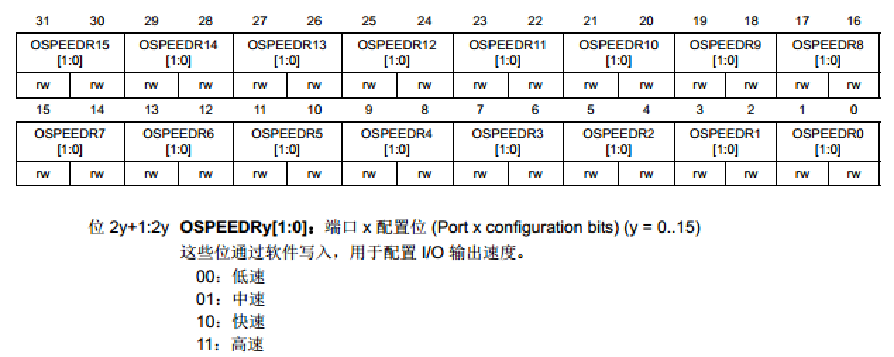 31 30 29 28 27 26 25 24 23 22 21 20 19 18 17 16
OSPEEDR15 OSPEEDR14 OSPEEDR13 OSPEEDR12 OSPEEDR11 OSPEEDR10 OSPEEDR9 OSPEEDR8
[1:0] [1:0] [1:0] [1:0] [1:0] [1:0] [1:0] [1:0]
rw rw rw rw rw rw rw rw rw rw rw rw rw rw rw rw
15 14 13 12 11 10 9 8 7 6 5 4 3 2 1 0
OSPEEDR7 OSPEEDR6 OSPEEDR5 OSPEEDR4 OSPEEDR3 OSPEEDR2 OSPEEDR1 OSPEEDR0
[1:0] [1:0] [1:0] [1:0] [1:0] [1:0] [1:0] [1:0]
rw rw rw rw rw rw rw rw rw rw rw rw rw rw rw rw
位 2y+1:2y OSPEEDRy[1:0]：端口 x 配置位 (Port x configuration bits) (y = 0..15)
这些位通过软件写入，用于配置 I/O 输出速度。
00：低速
01：中速
10：快速
11：高速